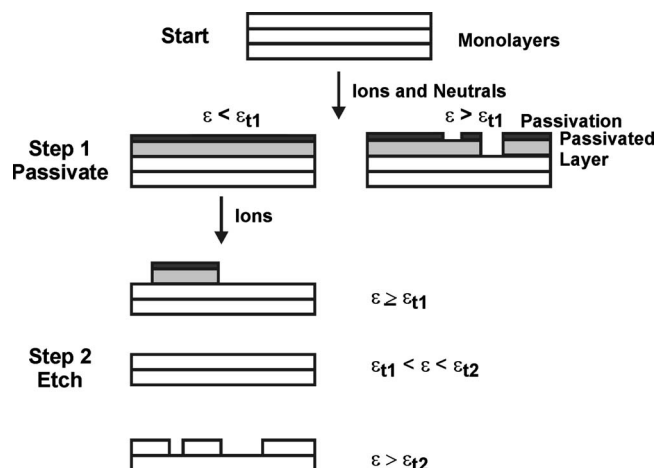 Start
Monolayers
Ions and Neutrals
ε < εt1
ε > εt1
Passivation
Passivated
Layer
Step 1
Passivate
Ions
ε ≥ εt1
Step 2
Etch
εt1 < ε < εt2
ε > εt2